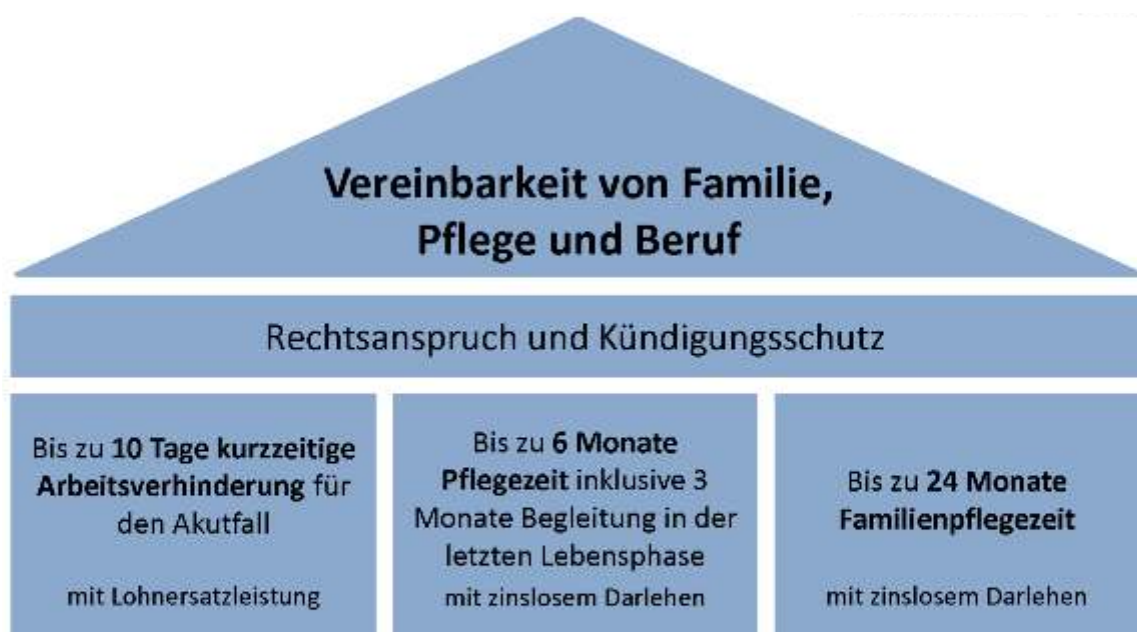 Vereinbarkeit von Familie,
Pflege und Beruf
Rechtsanspruch und Kündigungsschutz
Bis zu 10 Tage kurzzeitige
Arbeitsverhinderung für
den Akutfall
mit Lohnersatzleistung
Bis zu 6 Monate
Pflegezeit inklusive 3
Monate Begleitung in der
letzten Lebensphase
mit zinslosem Darlehen
Bis zu 24 Monate
Familienpflegezeit
mit zinslosem Darlehen